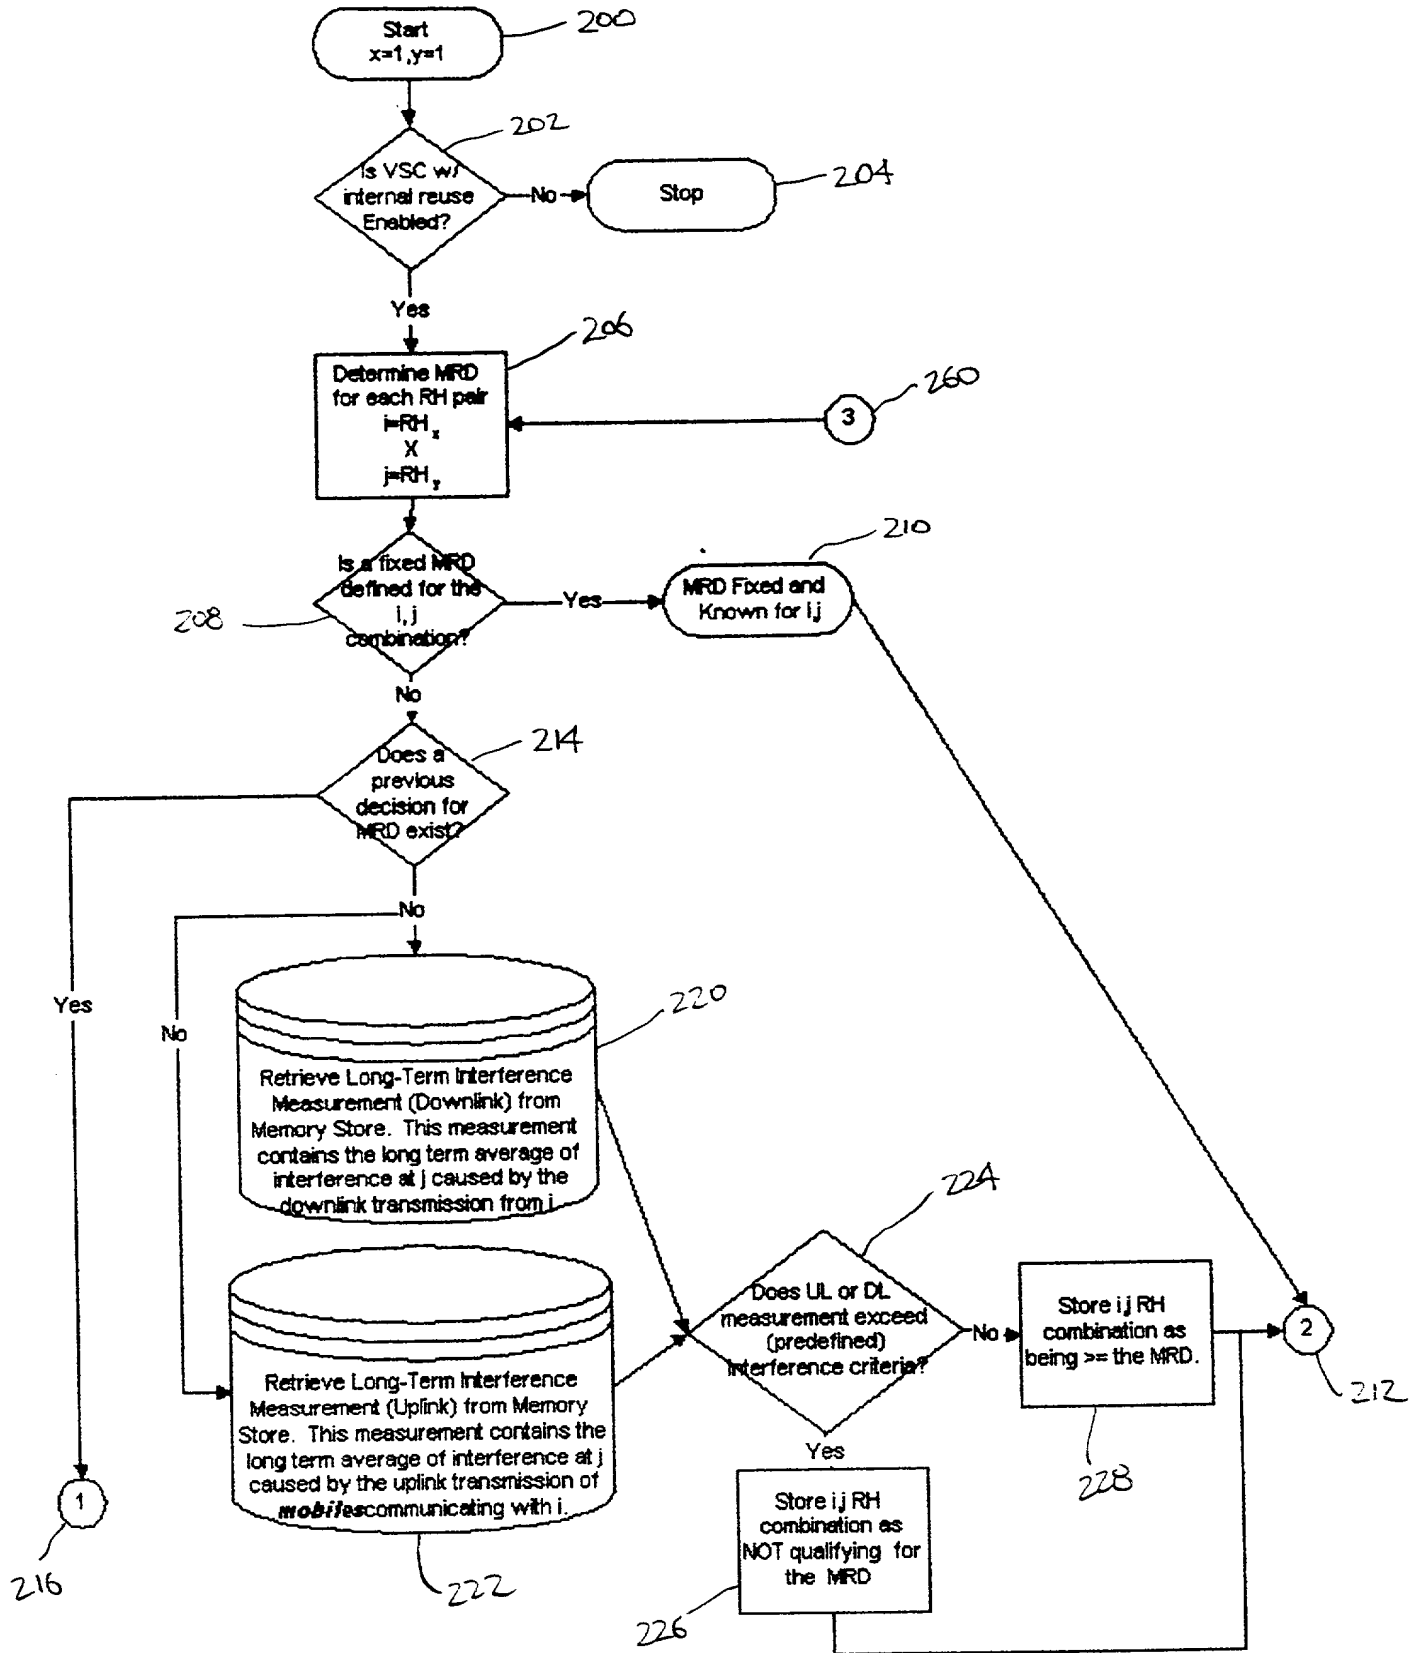 Start
x=1,y=1
200
202
Is VSC w/
internal reuse
Enabled?
No
Stop
204
Yes
206
Determine MRD
for each RH pair
i=RH x
X
j=RH y
3
260
Is a fixed MRD
defined for the
i, j
combination?
208
Yes
MRD Fixed and
Known for i,j
210
No
Does a
previous
decision for
MRD exist?
214
No
Yes
No
220
Retrieve Long-Term Interference
Measurement (Downlink) from
Memory Store. This measurement
contains the long term average of
interference at j caused by the
downlink transmission from i.
224
Does UL or DL
measurement exceed
(predefined)
interference criteria?
No
Store i,j RH
combination as
being >= the MRD.
2
212
228
Retrieve Long-Term Interference
Measurement (Uplink) from Memory
Store. This measurement contains the
long term average of interference at j
caused by the uplink transmission of
mobiles communicating with i.
222
Yes
Store i,j RH
combination as
NOT qualifying for
the MRD
226
1
216